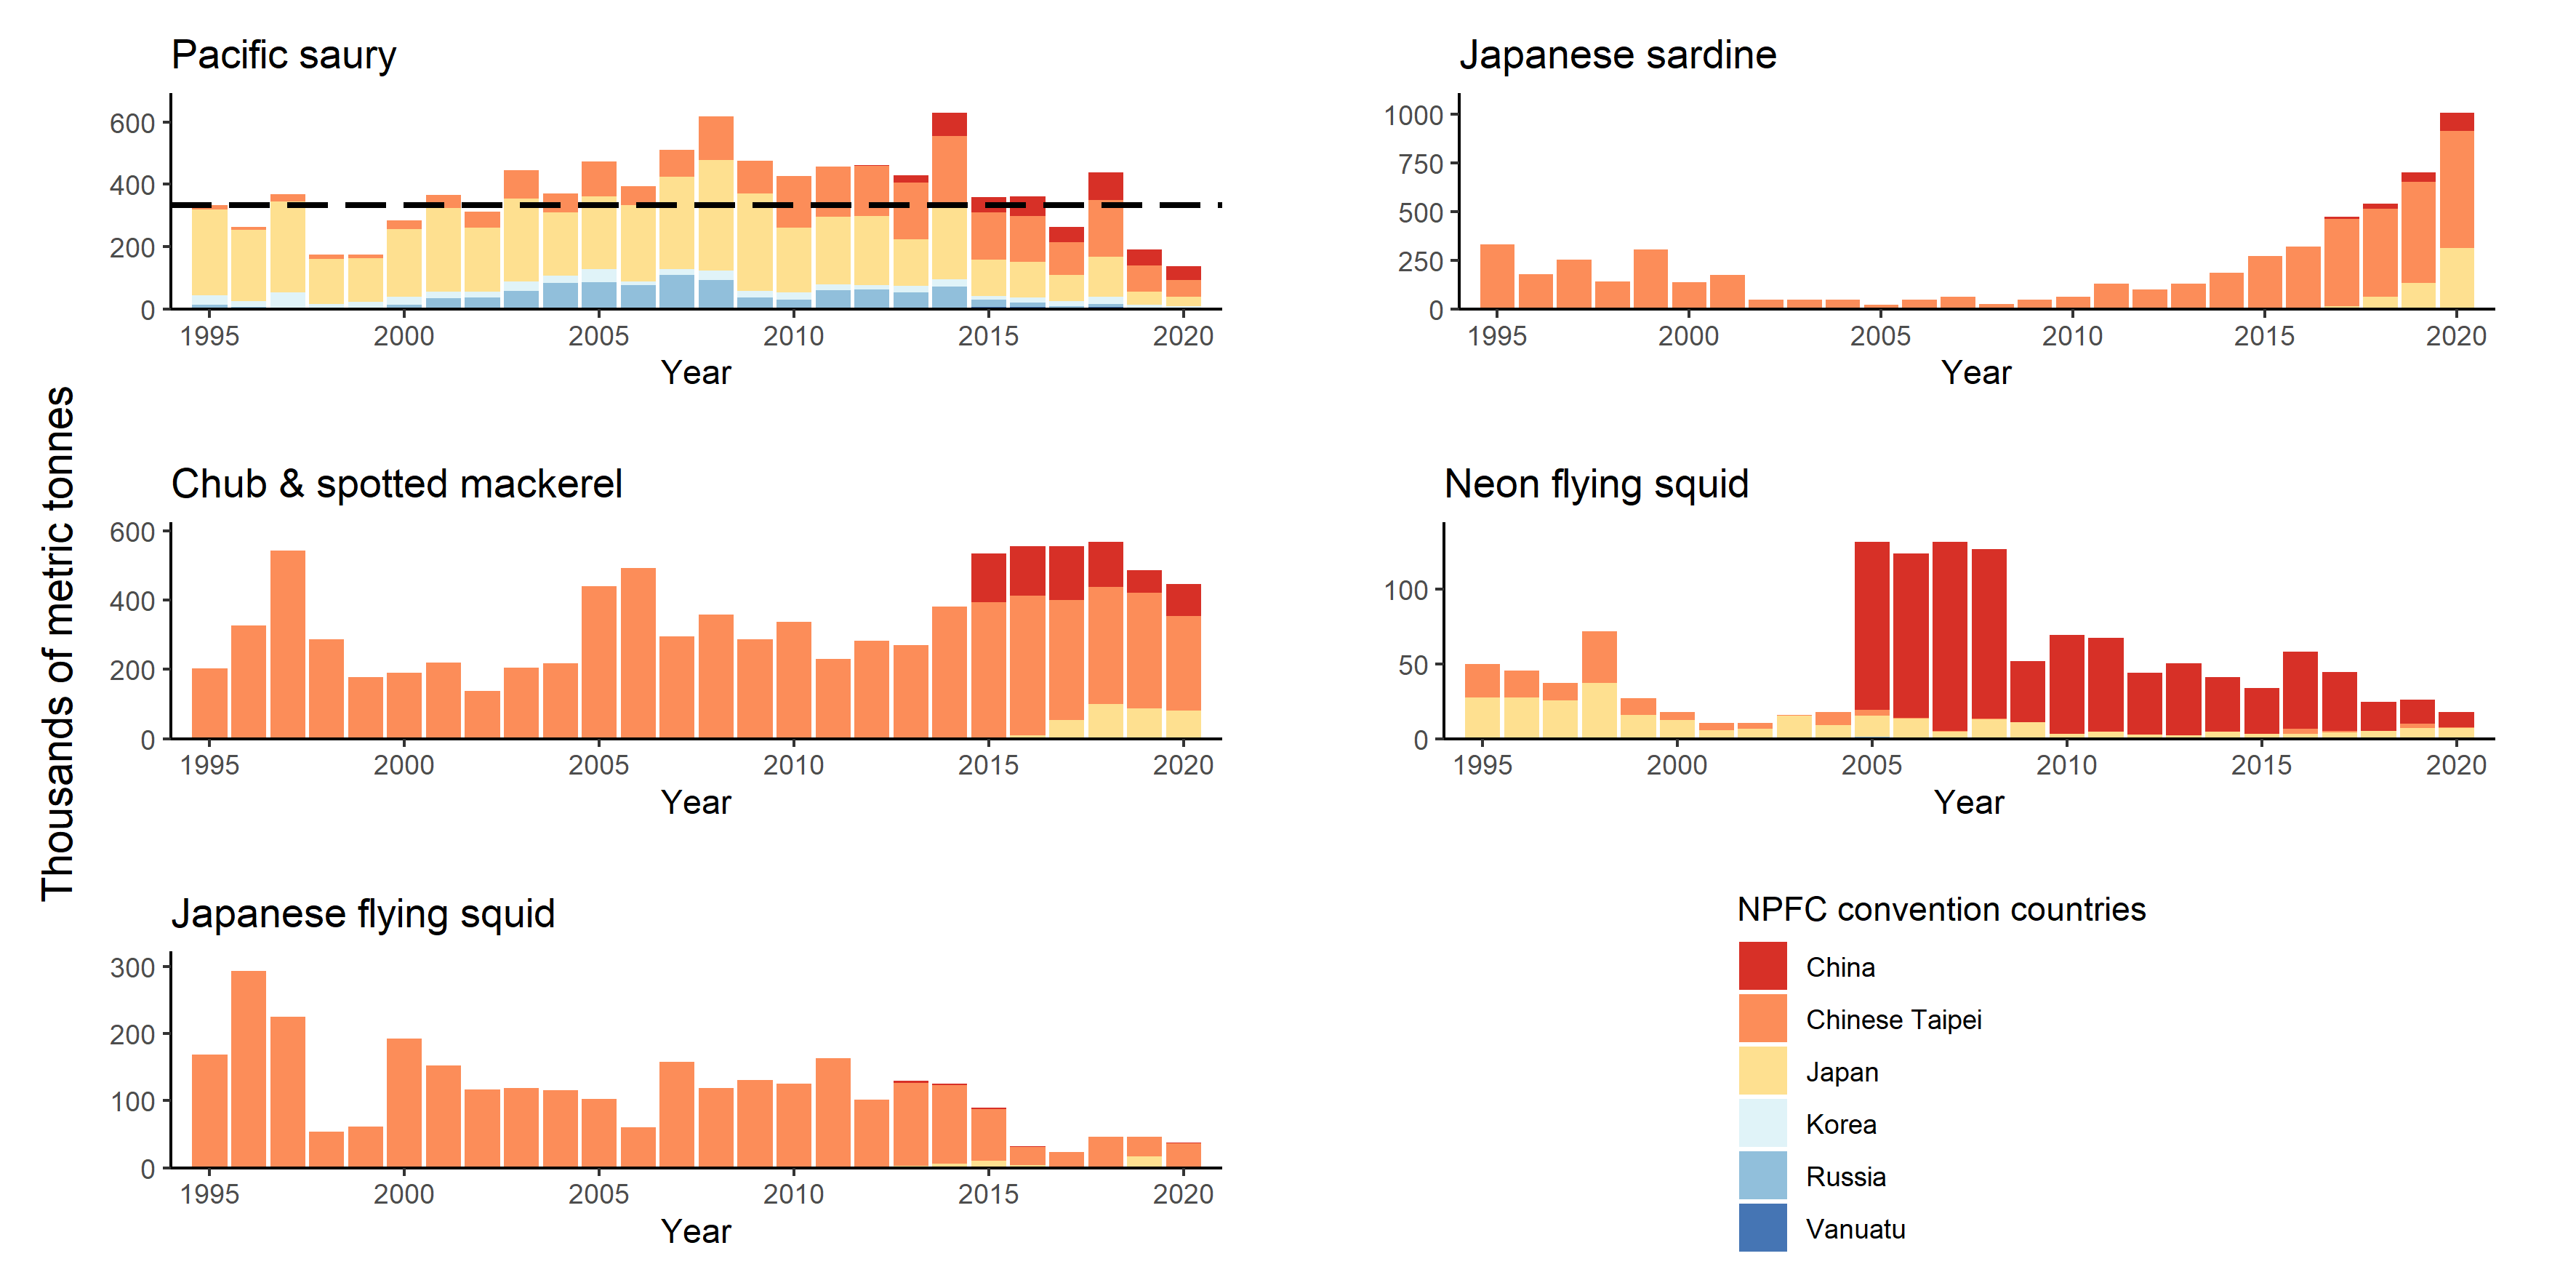 Thousands of metric tonnes
Pacific saury
600
400
200
0
1995 2000 2005 2010 2015 2020
Year
Japanese sardine
1000
750
500
250
0
1995 2000 2005 2010 2015 2020
Year
Chub & spotted mackerel
600
400
200
0
1995 2000 2005 2010 2015 2020
Year
Neon flying squid
100
50
0
1995 2000 2005 2010 2015 2020
Year
Japanese flying squid
300
200
100
0
1995 2000 2005 2010 2015 2020
Year
NPFC convention countries
China
Chinese Taipei
Japan
Korea
Russia
Vanuatu